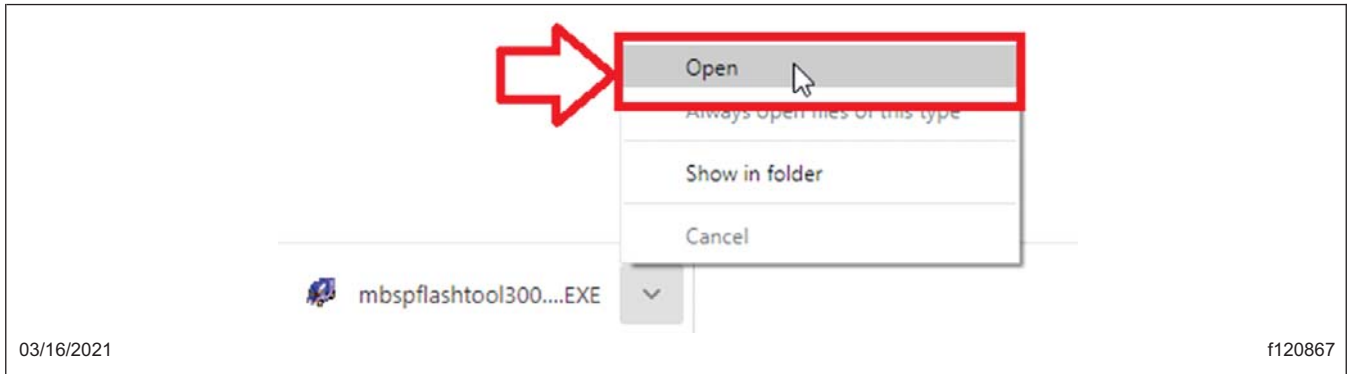 Open
Always open files of this type
Show in folder
Cancel
mbspflashtool300....EXE
03/16/2021
f120867